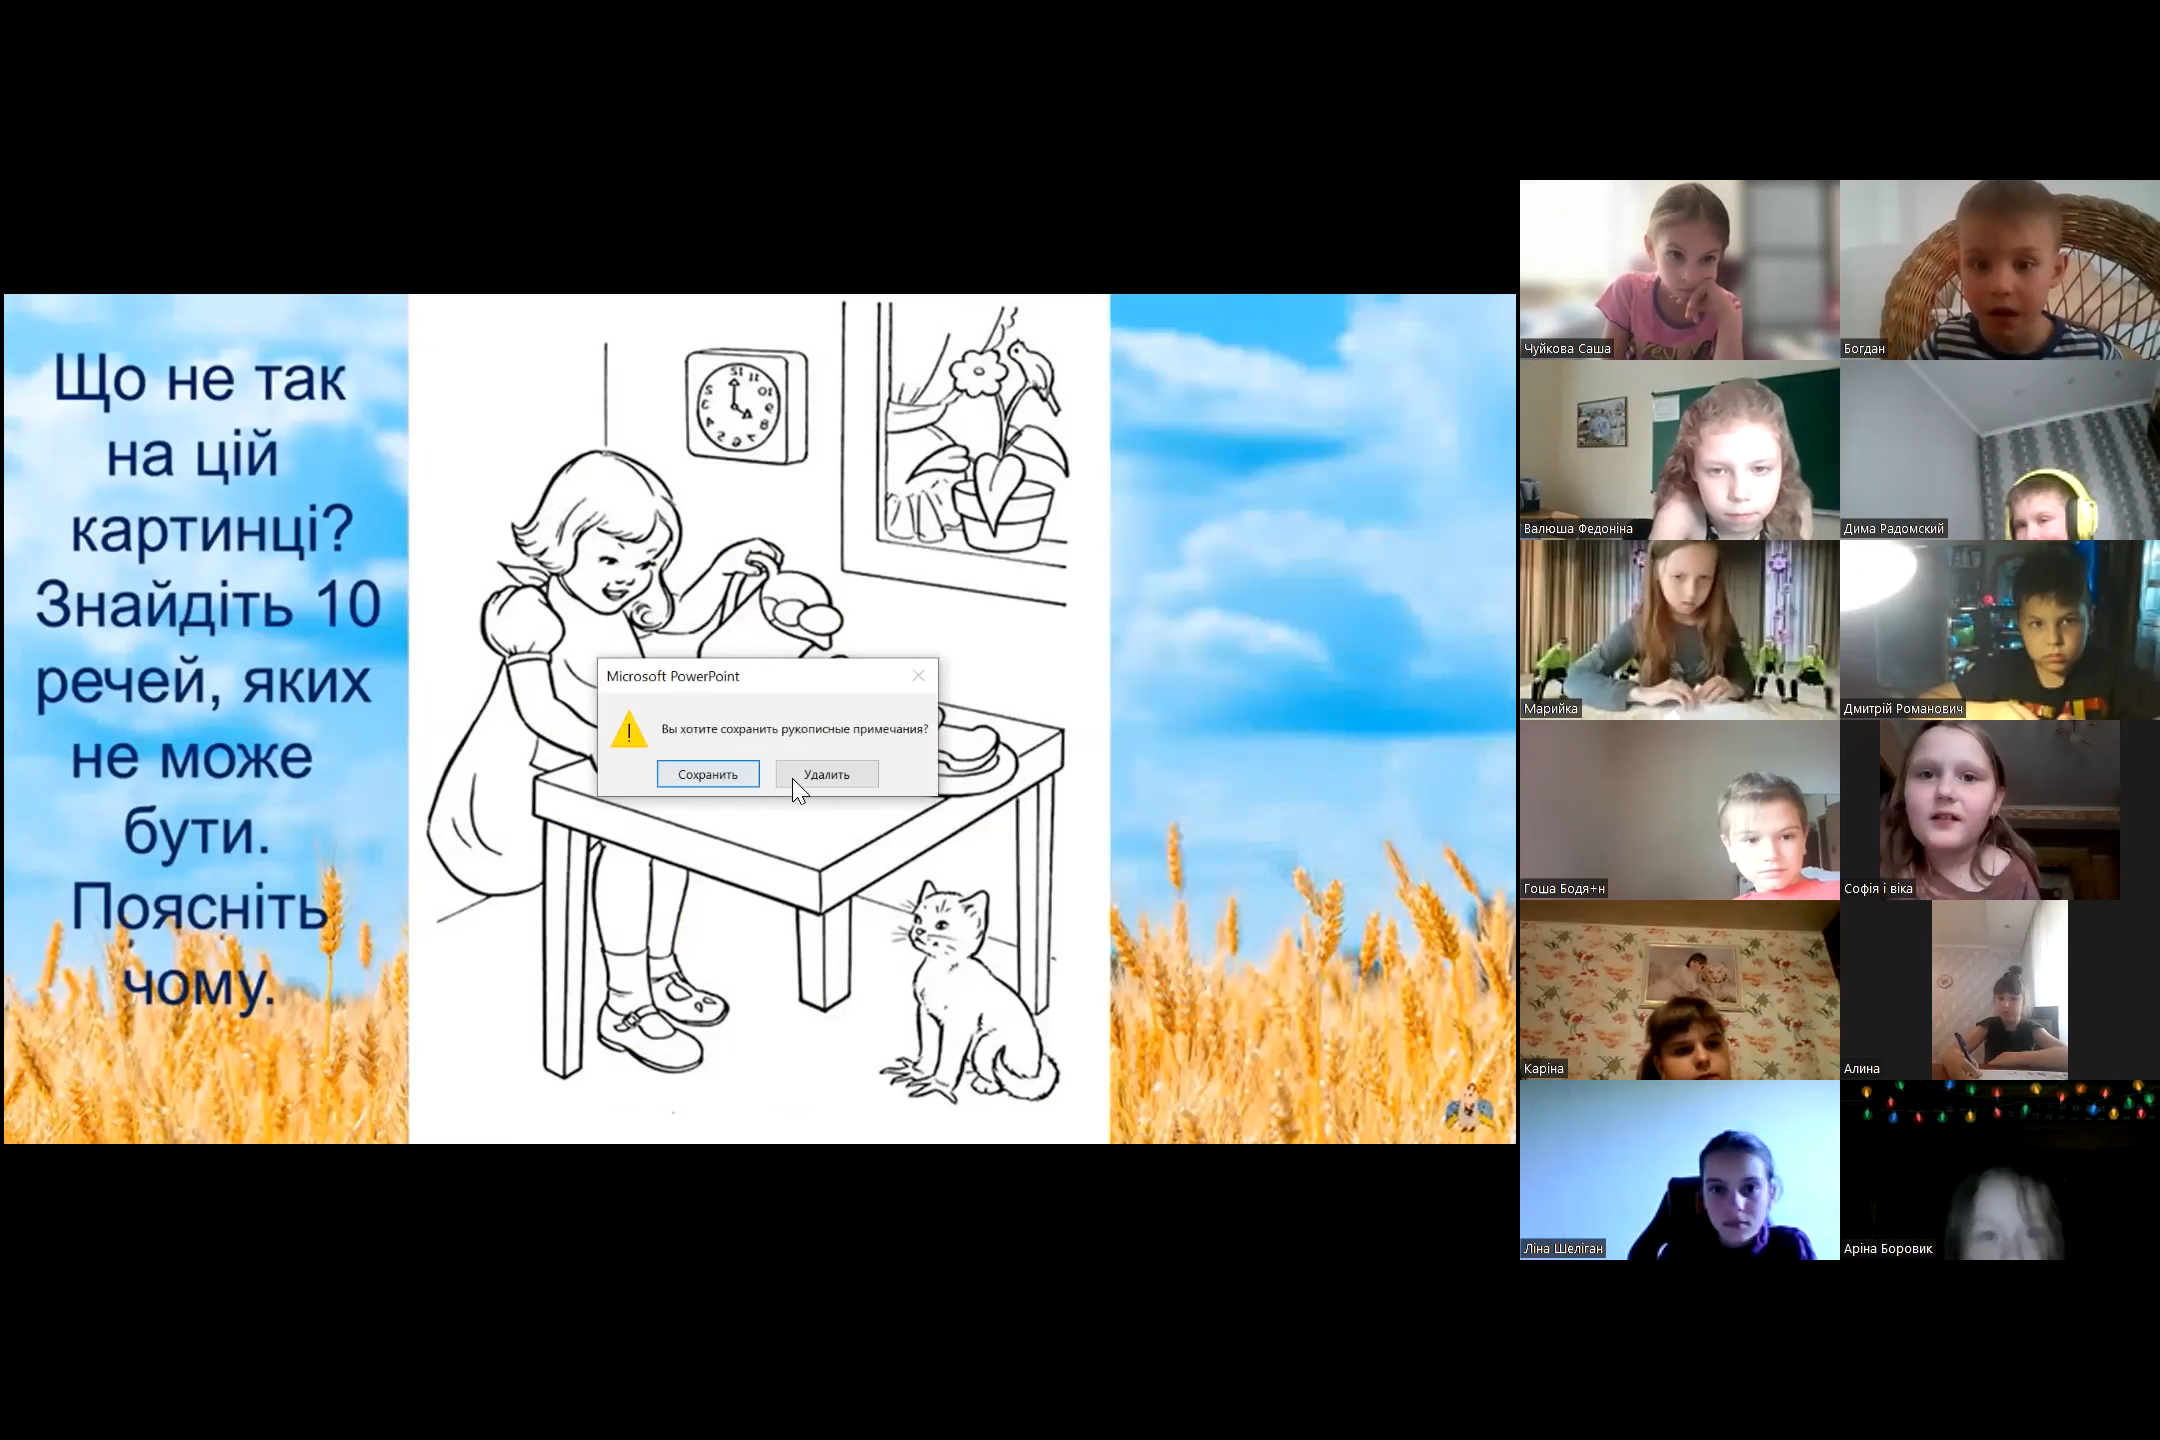 Що не так
на цій
картинці?
Знайдіть 10
речей, яких
не може
бути.
Поясніть
чому.
Microsoft PowerPoint
Вы хотите сохранить рукописные примечания?
Сохранить
Удалить
Чуйкова Саша
Богдан
Валюша Федоніна
Дима Радомский
Марийка
Дмитрій Романович
Гоша Бодя+н
Софія і віка
Каріна
Алина
Ліна Шеліган
Аріна Боровик